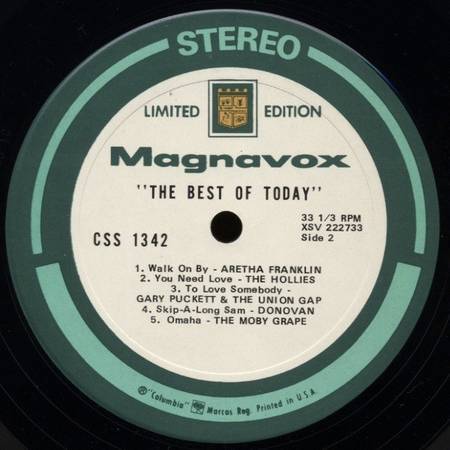 STEREO
LIMITED EDITION
Magnavox
"THE BEST OF TODAY"
33 1/3 RPM
XSV 222733
CSS 1342
Side 2
1. Walk On By - ARETHA FRANKLIN
2. You Need Love - THE HOLLIES
3. To Love Somebody -
GARY PUCKETT & THE UNION GAP
4. Skip-A-Long Sam - DONOVAN
5. Omaha - THE MOBY GRAPE
®"Columbia" Marcas Reg. Printed in U.S.A.